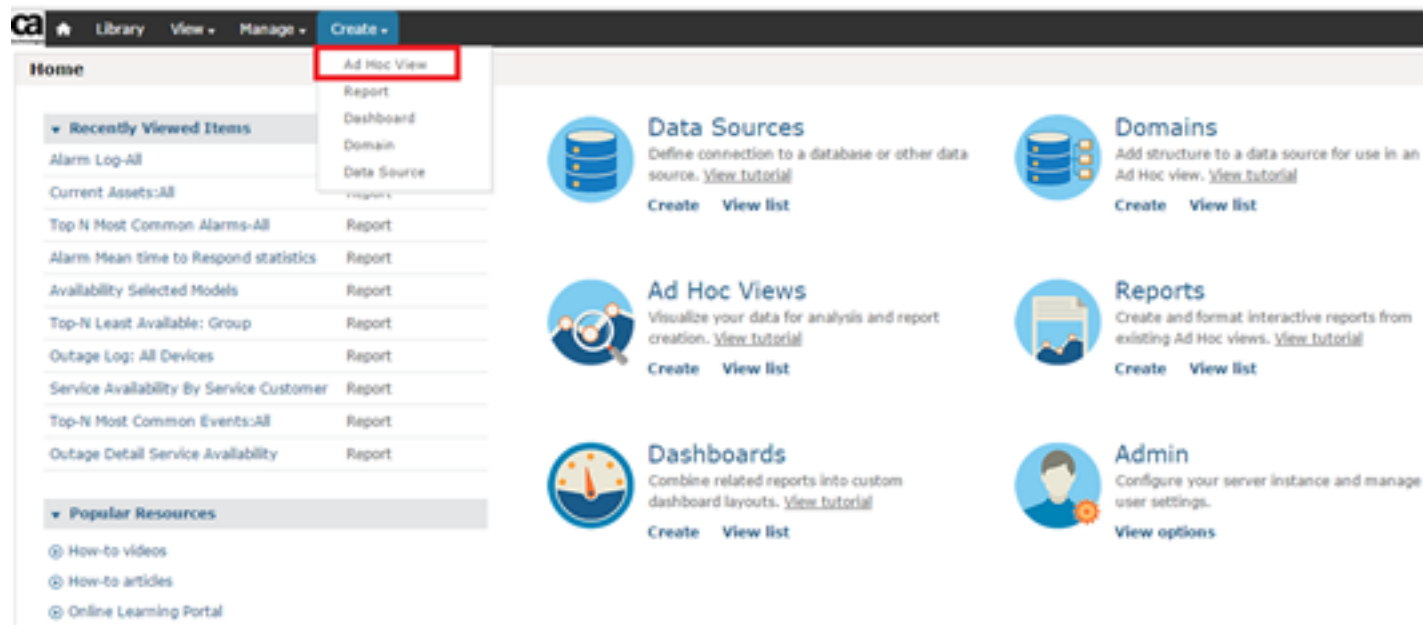 ca Library View Manage Create
Home
Ad Hoc View
Report
Dashboard
Domain
Data Source
Recently Viewed Items
Alarm Log-All
Current Assets:All Report
Top N Most Common Alarms-All Report
Alarm Mean time to Respond statistics Report
Availability Selected Models Report
Top-N Least Available: Group Report
Outage Log: All Devices Report
Service Availability By Service Customer Report
Top-N Most Common Events:All Report
Outage Detail Service Availability Report
Popular Resources
How-to videos
How-to articles
Online Learning Portal
Data Sources
Define connection to a database or other data
source. View tutorial
Create View list
Domains
Add structure to a data source for use in an
Ad Hoc view. View tutorial
Create View list
Ad Hoc Views
Visualize your data for analysis and report
creation. View tutorial
Create View list
Reports
Create and format interactive reports from
existing Ad Hoc views. View tutorial
Create View list
Dashboards
Combine related reports into custom
dashboard layouts. View tutorial
Create View list
Admin
Configure your server instance and manage
user settings.
View options